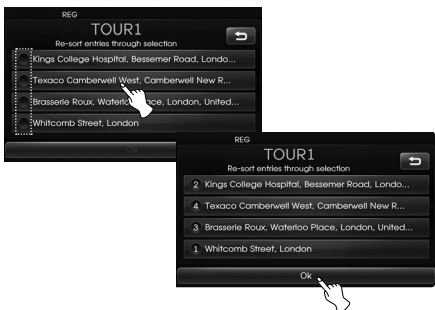 REG
TOUR1
Re-sort entries through selection
Kings College Hospital, Bessemer Road, Londo...
Texaco Camberwell West, Camberwell New R...
Brasserie Roux, Waterloo Place, London, United...
Whitcomb Street, London
Ok
REG
TOUR1
Re-sort entries through selection
2 Kings College Hospital, Bessemer Road, Londo...
4 Texaco Camberwell West, Camberwell New R...
3 Brasserie Roux, Waterloo Place, London, United...
1 Whitcomb Street, London
Ok